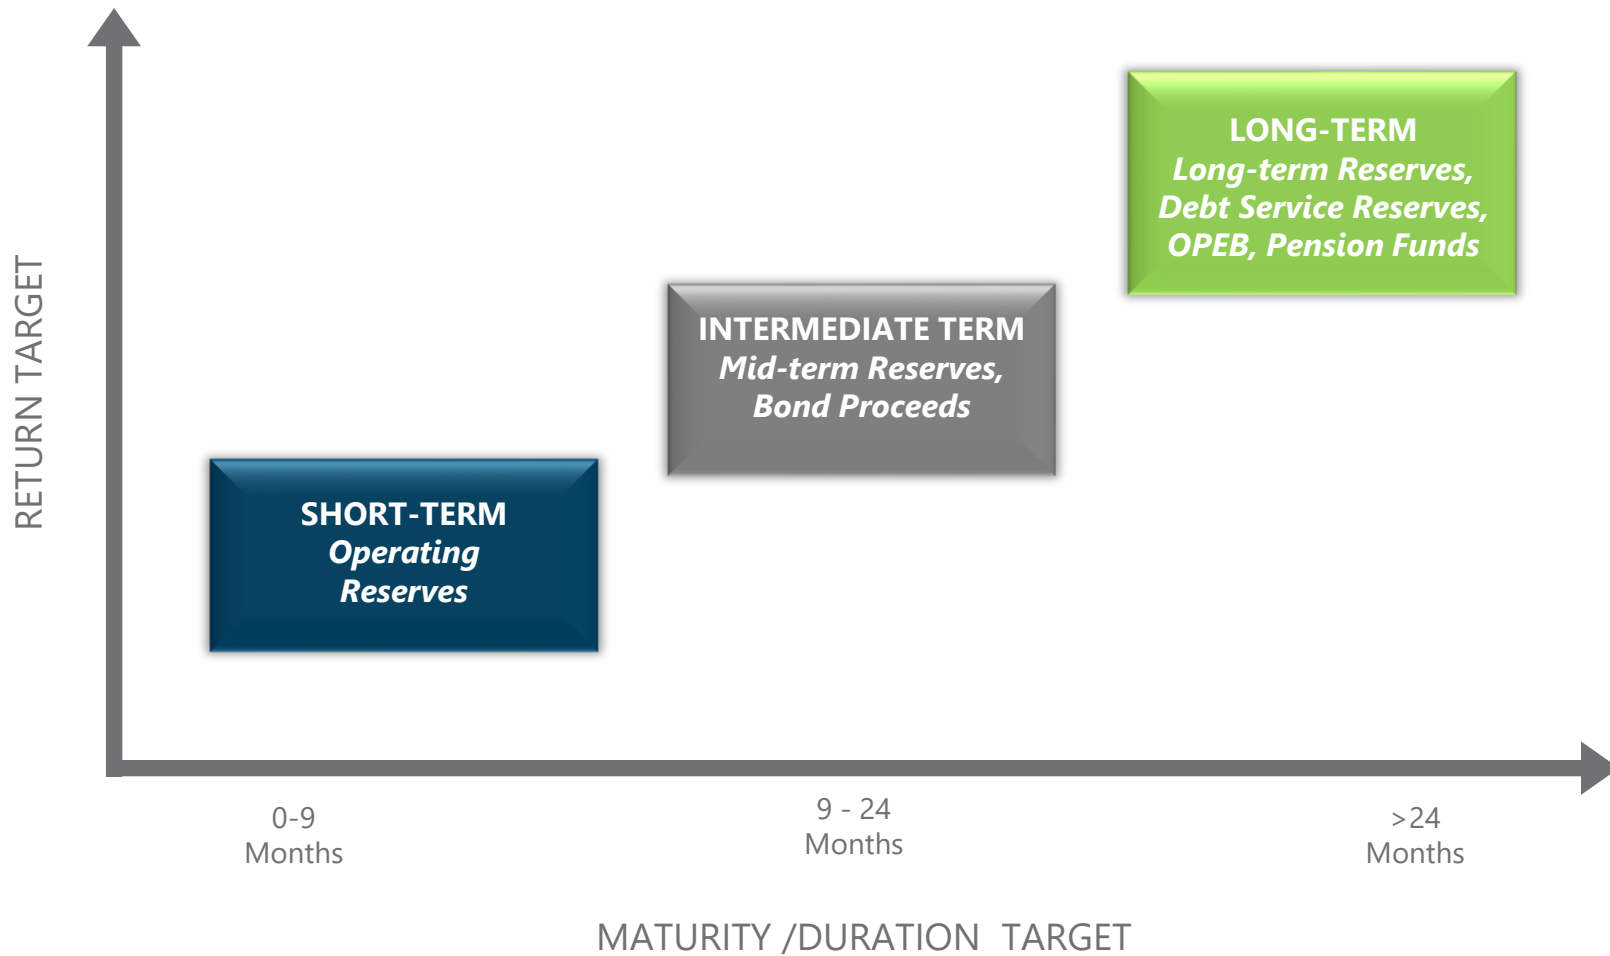 RETURN TARGET
LONG-TERM
Long-term Reserves,
Debt Service Reserves,
OPEB, Pension Funds
INTERMEDIATE TERM
Mid-term Reserves,
Bond Proceeds
SHORT-TERM
Operating
Reserves
0-9
Months
9 - 24
Months
>24
Months
MATURITY /DURATION  TARGET